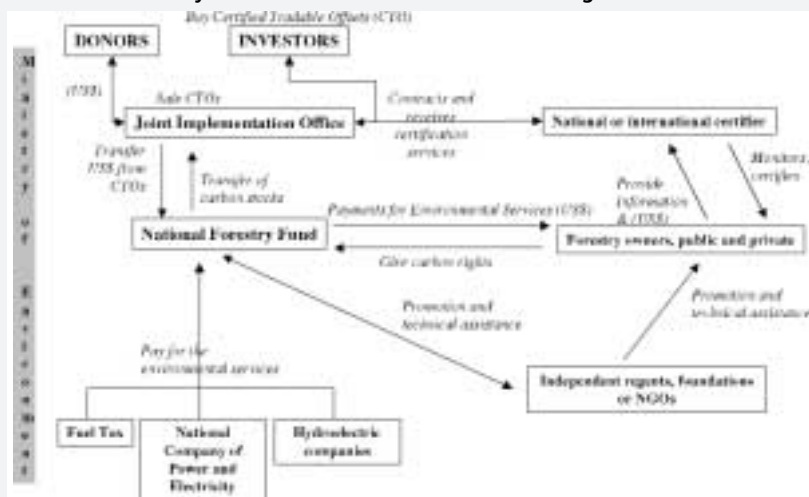 Buy Certified Tradable Offsets (CTO)
DONORS
INVESTORS
(US$)
Sale CTOs
Joint Implementation Office
Contracts and
receives
certification
services
National or international certifier
Transfer
US$ from
CTOs
Transfer of
carbon stocks
Provide
information
& (US$)
Monitors,
certifies
Payments for Environmental Services (US$)
National Forestry Fund
Forestry owners, public and private
Give carbon rights
Promotion and
technical assistance
Promotion and
technical assistance
Pay for the
environmental services
Independent regents, foundations
or NGOs
Fuel Tax
National
Company of
Power and
Electricity
Hydroelectric
companies
Ministry of Environment